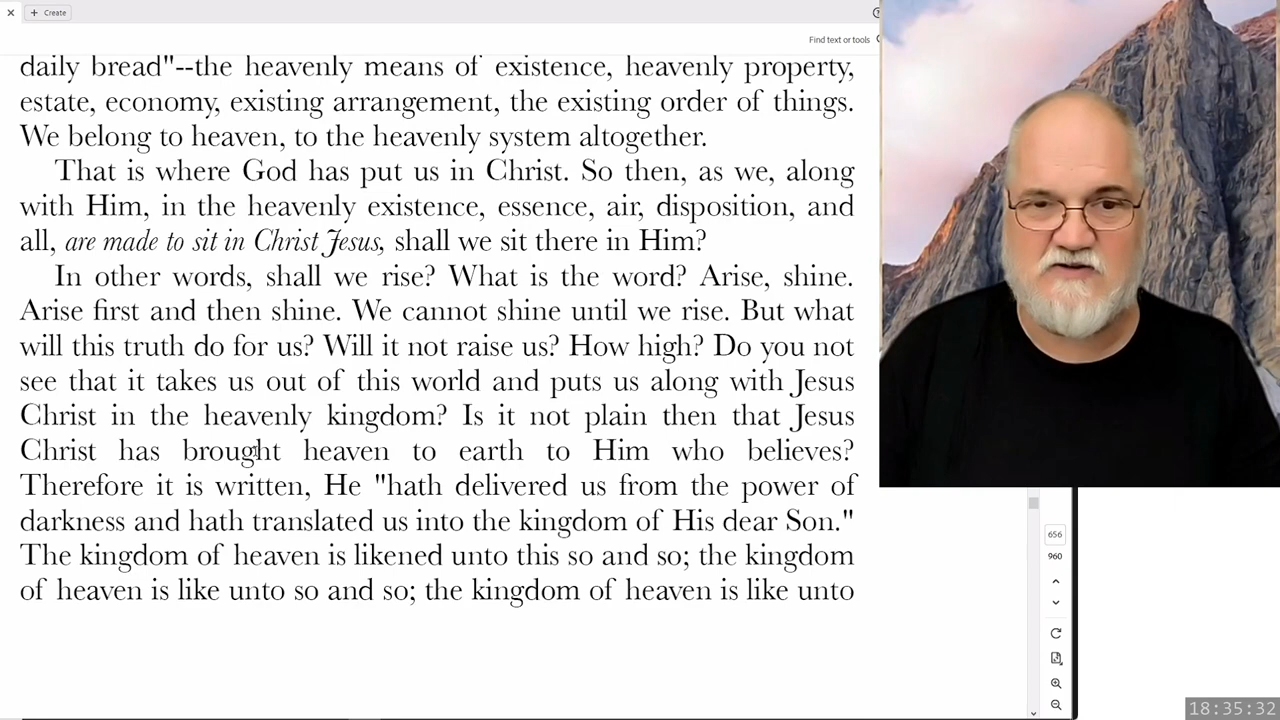 Create
Find text or tools
daily bread"--the heavenly means of existence, heavenly property,
estate, economy, existing arrangement, the existing order of things.
We belong to heaven, to the heavenly system altogether.
That is where God has put us in Christ. So then, as we, along
with Him, in the heavenly existence, essence, air, disposition, and
all, are made to sit in Christ Jesus, shall we sit there in Him?
In other words, shall we rise? What is the word? Arise, shine.
Arise first and then shine. We cannot shine until we rise. But what
will this truth do for us? Will it not raise us? How high? Do you not
see that it takes us out of this world and puts us along with Jesus
Christ in the heavenly kingdom? Is it not plain then that Jesus
Christ has brought heaven to earth to Him who believes?
Therefore it is written, He "hath delivered us from the power of
darkness and hath translated us into the kingdom of His dear Son."
The kingdom of heaven is likened unto this so and so; the kingdom
of heaven is like unto so and so; the kingdom of heaven is like unto
656
960
18:35:32